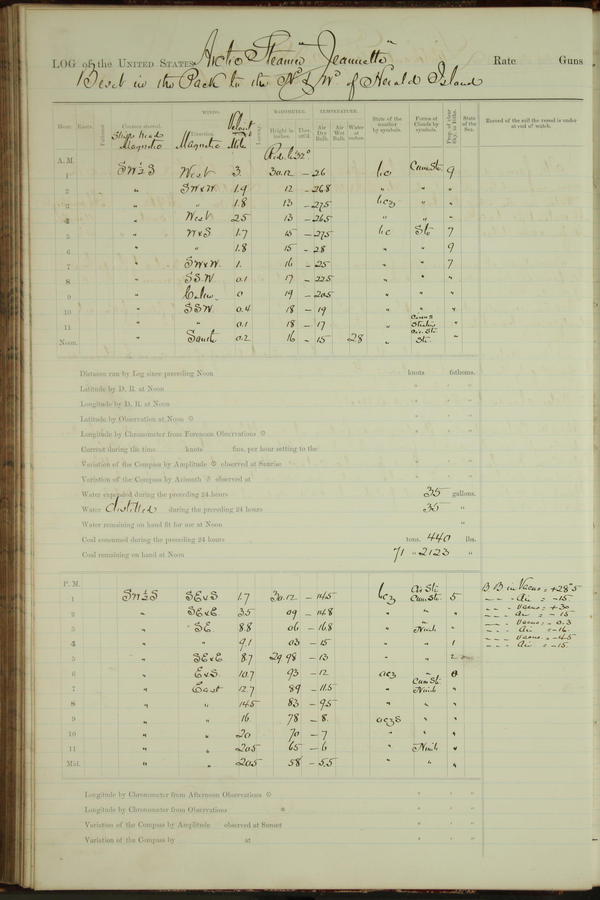 LOG of the UNITED STATES Arctic Steamer "Jeannette" Rate Guns
Beset in the Pack to the Nd & Wd of Herald Island
Hour. Knots. Fathoms. Courses steered. WINDS. Leeway. BAROMETER. TEMPERATURE. State of the weather by symbols. Forms of Clouds by symbols. Prop. of clear Sky, in 10ths. State of the Sea. Record of the sail the vessel is under at end of watch.
Ship's Head Magnetic Direction. Magnetic Velocity Miles Height in inches. Ther. att'd. Air Dry Bulb. Air Wet Bulb. Water at
A. M. Red. to 32°
1 SW½S West 3. 30.12 -26 bc Cum Sto 9
2 " SWxW 1.9 12 -26.8 " " "
3 " " 1.8 13 -27.5 bcz " "
4 " West 2.5 13 -26.5 " " "
5 " WxS 1.7 15 -27.5 bc Sto 7
6 " " 1.8 15 -28 " " 9
7 " SWxW 1. 16 -25 " " 7
8 " SSW. 0.1 17 -22.5 " " "
9 " Calm 0 19 -20.5 " " "
10 " SSW. 0.4 18 -19 " " "
11 " " 0.1 18 -17 "
Noon. " South 0.2 16 -15 28 " Sto "
Distance run by Log since preceding Noon knots fathoms.
Latitude by D. R. at Noon ° ' "
Longitude by D. R. at Noon ° ' "
Latitude by Observation at Noon ☉ ° ' "
Longitude by Chronometer from Forenoon Observations ☉ ° ' "
Current during the time knots fms. per hour setting to the
Variation of the Compass by Amplitude ☉ observed at Sunrise ° ' "
Variation of the Compass by Azimuth ☉ observed at ° ' "
Water expended during the preceding 24 hours 35 gallons.
Water distilled during the preceding 24 hours 35 "
Water remaining on hand fit for use at Noon "
Coal consumed during the preceding 24 hours tons. 440 lbs.
Coal remaining on hand at Noon 71 " 2123 "
P. M.
1 SW½S SExS 1.7 30.12 -14.5 bcz Cum Sto. 5
2 " SExE. 3.5 09 -14.8 " " "
3 " SE. 8.8 06 -16.8 " Nimb "
4 " " 9.1 03 -15 " " 1
5 " SExE 8.7 29.98 -13 " "
6 " ExS. 10.7 93 -12 ocz " 0
7 " East 12.7 89 -11.5 " Cum Sto. Nimb "
8 " " 14.5 83 -9.5 " " "
9 " " 16. 78 -8. oczs " "
10 " " 20 70 -7 " " "
11 " " 20.5 65 -6 " Nimb "
Mid. " " 20.5 58 -5.5 " " "
B B in Vacuo = +28°5
" " " Air = -15
" " " Vacuo = +30
" " " Air = -15
" " " Vacuo = -0.3
" " " Air = -16
" " " Vacuo = -4.5
" " " Air = -15.
Longitude by Chronometer from Afternoon Observations ☉ ° ' "
Longitude by Chronometer from Observations * ° ' "
Variation of the Compass by Amplitude observed at Sunset ° ' "
Variation of the Compass by at ° ' "